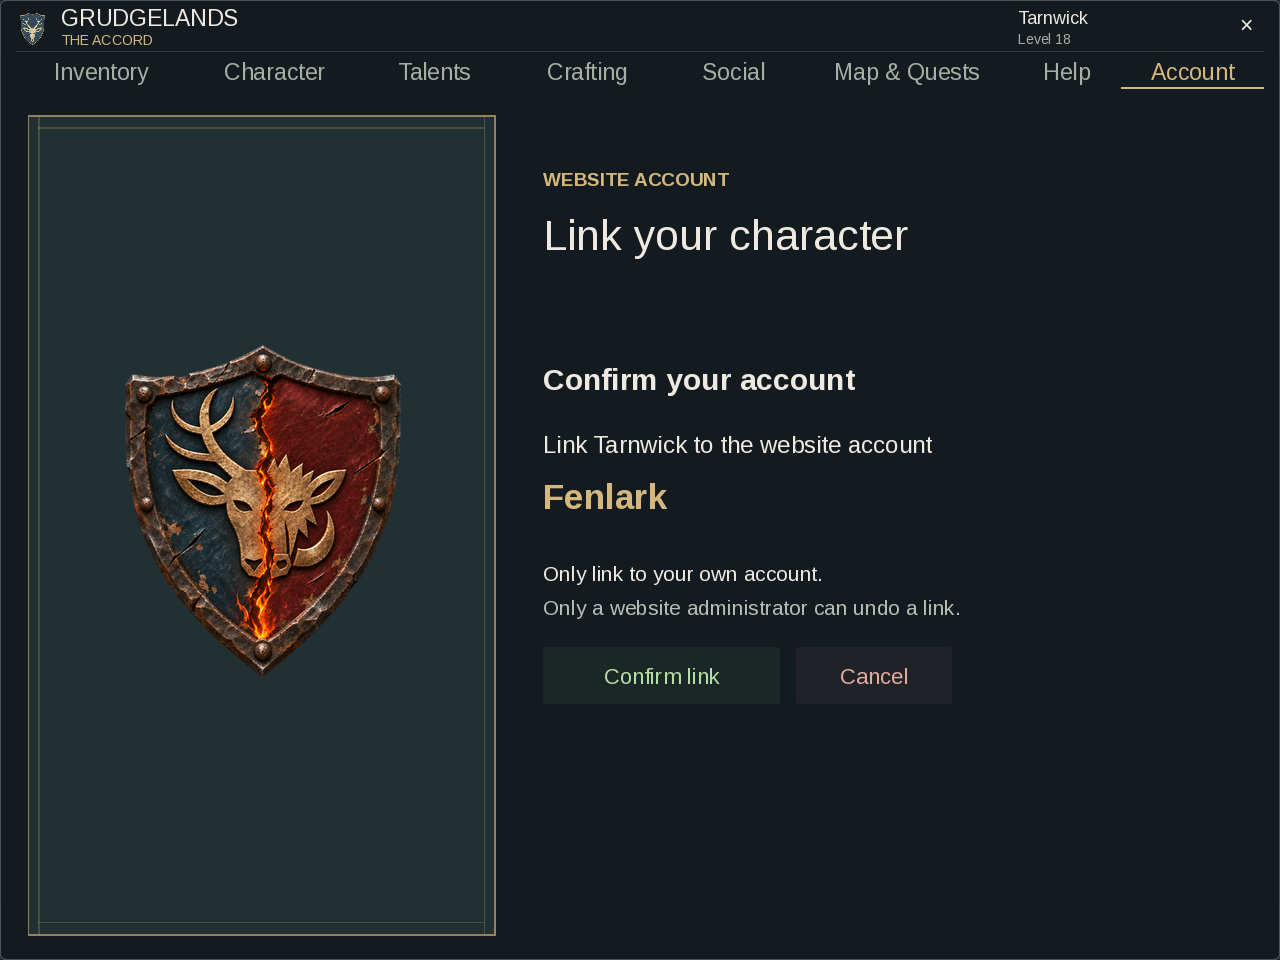 GRUDGELANDS
THE ACCORD
Tarnwick
Level 18
×
Inventory Character Talents Crafting Social Map & Quests Help Account
WEBSITE ACCOUNT
Link your character
Confirm your account
Link Tarnwick to the website account
Fenlark
Only link to your own account.
Only a website administrator can undo a link.
Confirm link Cancel